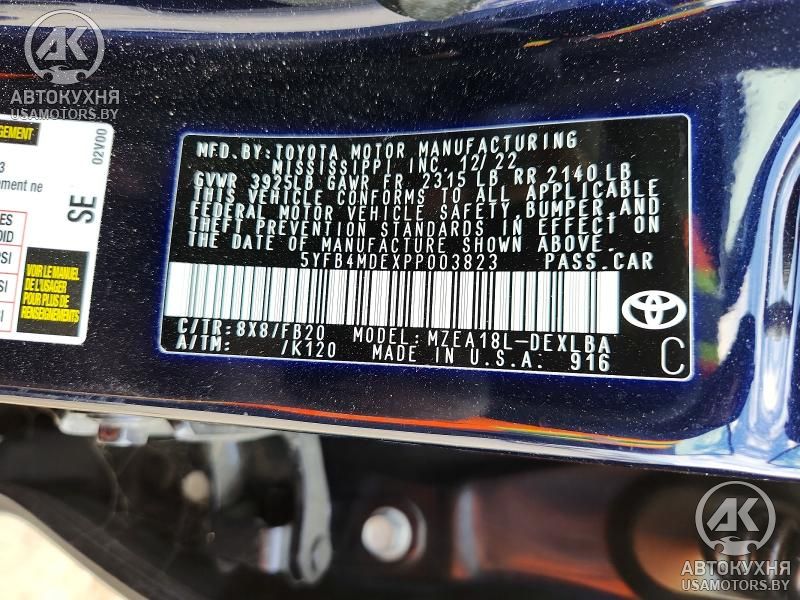 АК
АВТОКУХНЯ
USAMOTORS.BY
02V00
SE
VOIR LE MANUEL
DE L'USAGER
POUR PLUS DE
RENSEIGNEMENTS
MFD.BY:TOYOTA MOTOR MANUFACTURING
MISSISSIPPI, INC. 12/22
GVWR 3925LB GAWR FR 2315LB RR 2140LB
THIS VEHICLE CONFORMS TO ALL APPLICABLE
FEDERAL MOTOR VEHICLE SAFETY, BUMPER, AND
THEFT PREVENTION STANDARDS IN EFFECT ON
THE DATE OF MANUFACTURE SHOWN ABOVE.
5YFB4MDEXPP003823 PASS.CAR
C/TR:8X8/FB20 MODEL:MZEA18L-DEXLBA
A/TM: /K120 MADE IN U.S.A. 916
C
АК
АВТОКУХНЯ
USAMOTORS.BY